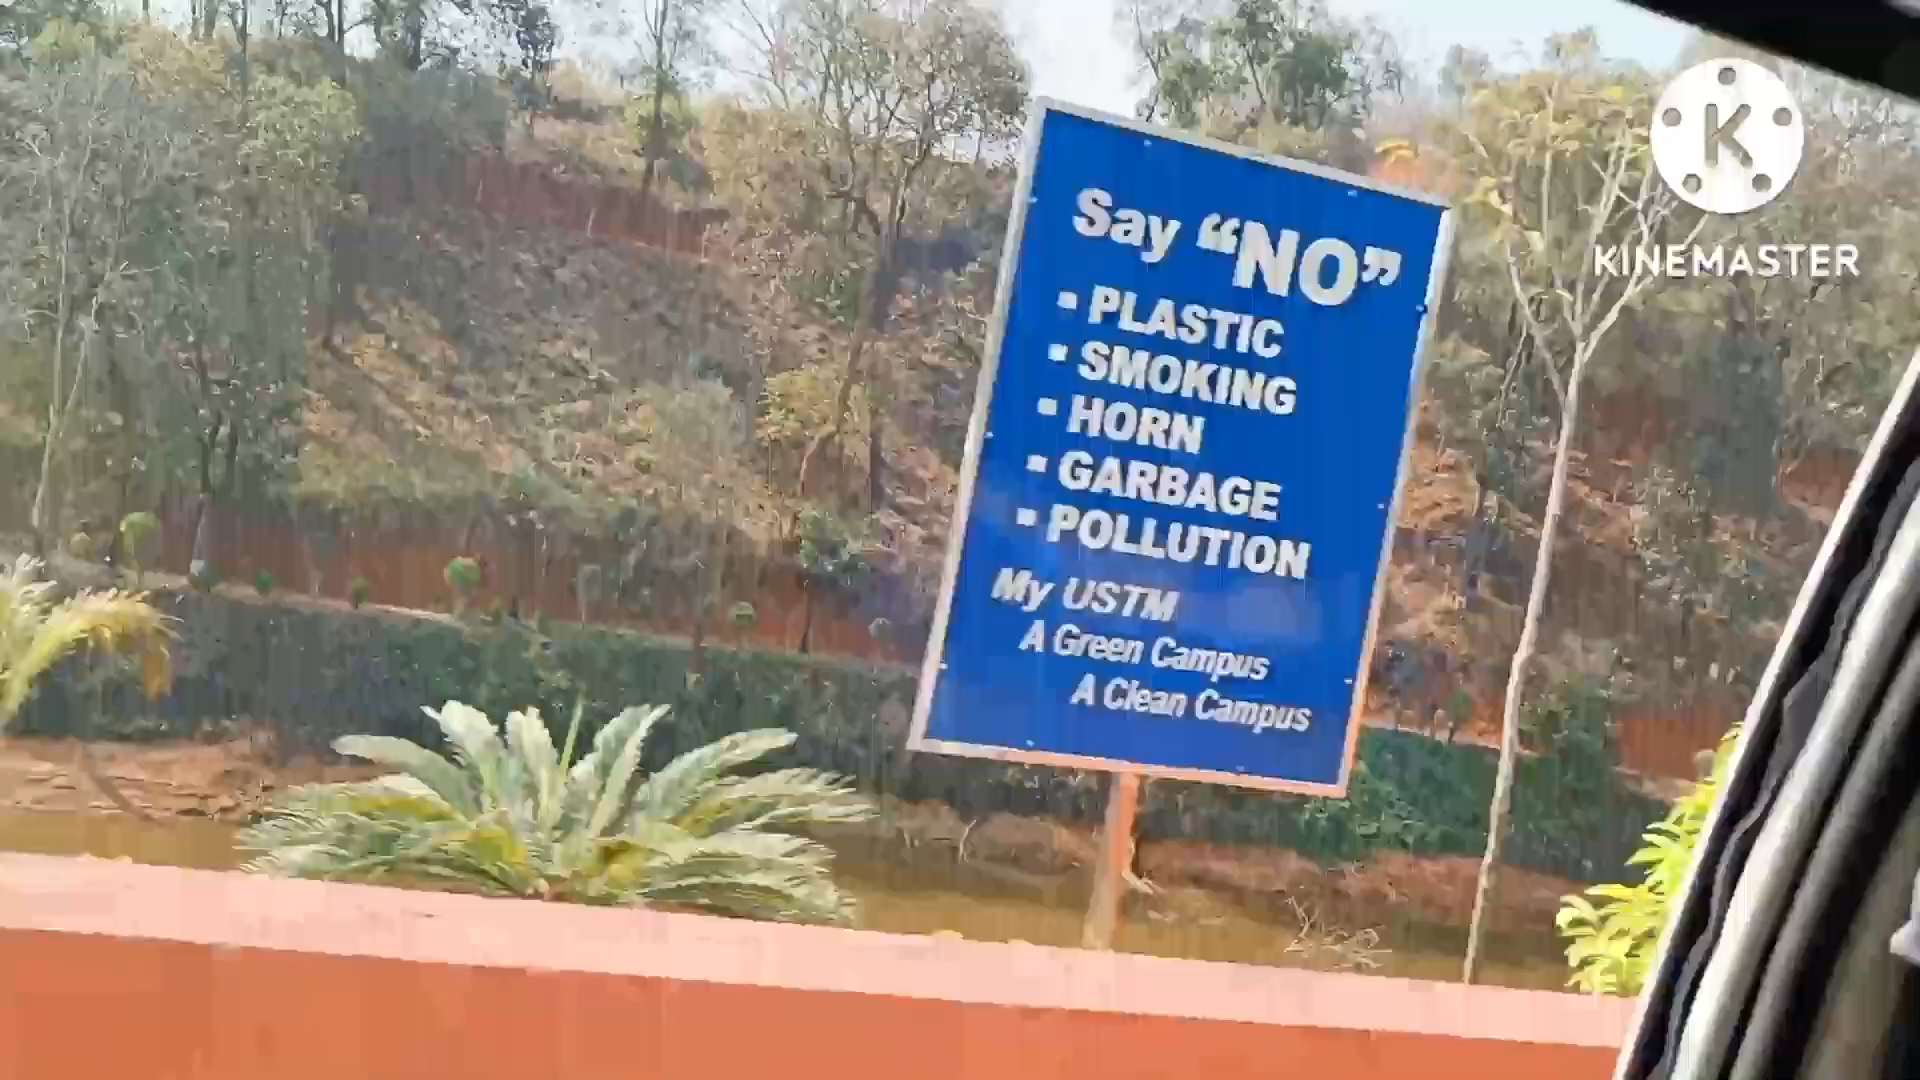 Say “NO”
▪ PLASTIC
▪ SMOKING
▪ HORN
▪ GARBAGE
▪ POLLUTION
My USTM
A Green Campus
A Clean Campus
K
KINEMASTER